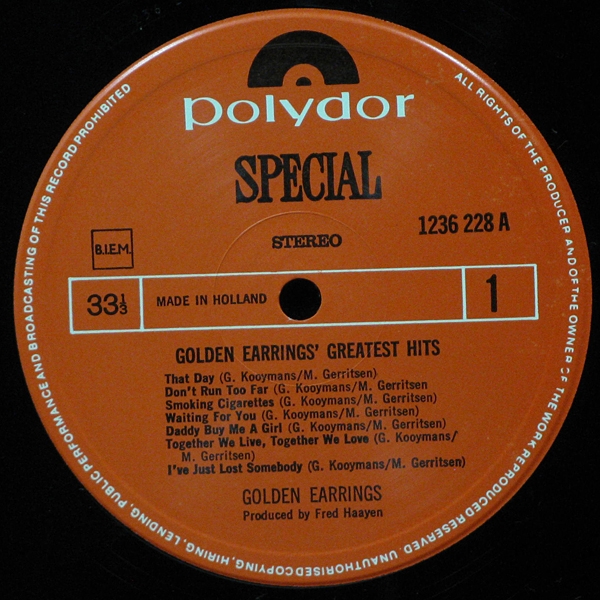 polydor
SPECIAL
STEREO
1236 228 A
B.I.E.M.
33⅓
MADE IN HOLLAND
1
GOLDEN EARRINGS' GREATEST HITS
That Day (G. Kooymans/M. Gerritsen)
Don't Run Too Far (G. Kooymans/M. Gerritsen
Smoking Cigarettes (G. Kooymans/M. Gerritsen)
Waiting For You (G. Kooymans/M. Gerritsen)
Daddy Buy Me A Girl (G. Kooymans/M. Gerritsen)
Together We Live, Together We Love (G. Kooymans/
M. Gerritsen)
I've Just Lost Somebody (G. Kooymans/M. Gerritsen)
GOLDEN EARRINGS
Produced by Fred Haayen
ALL RIGHTS OF THE PRODUCER AND OF THE OWNER OF THE WORK REPRODUCED RESERVED. UNAUTHORISED COPYING, HIRING, LENDING, PUBLIC PERFORMANCE AND BROADCASTING OF THIS RECORD PROHIBITED